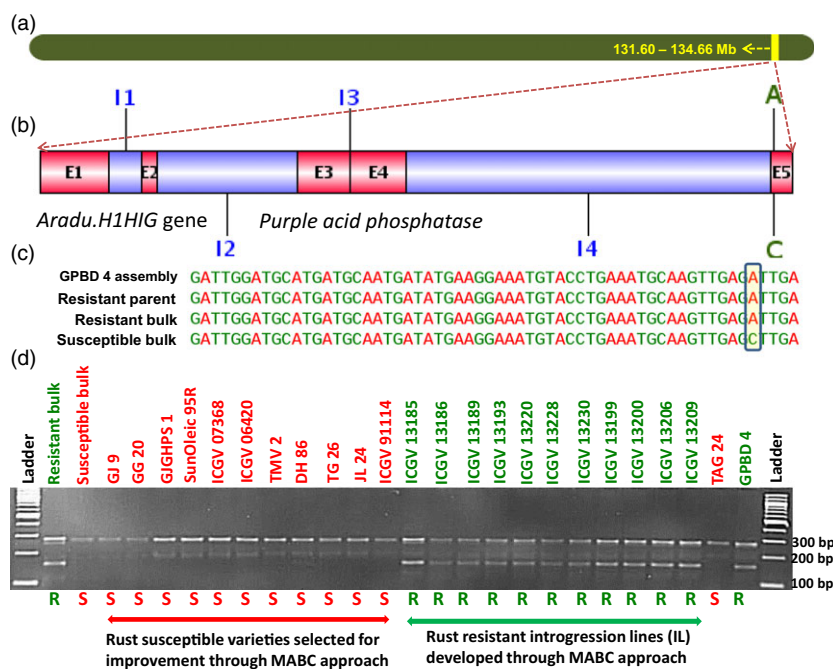 (a)
131.60 – 134.66 Mb
I1
I3
A
(b)
E1
E2
E3
E4
E5
Aradu.H1HIG gene
Purple acid phosphatase
I2
I4
C
(c)
GPBD 4 assembly GATTGGATGCATGATGCAATGATATGAAGGAAATGTACCTGAAATGCAAGTTGAGATTGA
Resistant parent GATTGGATGCATGATGCAATGATATGAAGGAAATGTACCTGAAATGCAAGTTGAGATTGA
Resistant bulk GATTGGATGCATGATGCAATGATATGAAGGAAATGTACCTGAAATGCAAGTTGAGATTGA
Susceptible bulk GATTGGATGCATGATGCAATGATATGAAGGAAATGTACCTGAAATGCAAGTTGAGCTTGA
(d)
Ladder
Resistant bulk
Susceptible bulk
GJ 9
GG 20
GJGHPS 1
SunOleic 95R
ICGV 07368
ICGV 06420
TMV 2
DH 86
TG 26
JL 24
ICGV 91114
ICGV 13185
ICGV 13186
ICGV 13189
ICGV 13193
ICGV 13220
ICGV 13228
ICGV 13230
ICGV 13199
ICGV 13200
ICGV 13206
ICGV 13209
TAG 24
GPBD 4
Ladder
300 bp
200 bp
100 bp
R S S S S S S S S S S S S S R R R R R R R R R R R S R
Rust susceptible varieties selected for
improvement through MABC approach
Rust resistant introgression lines (IL)
developed through MABC approach